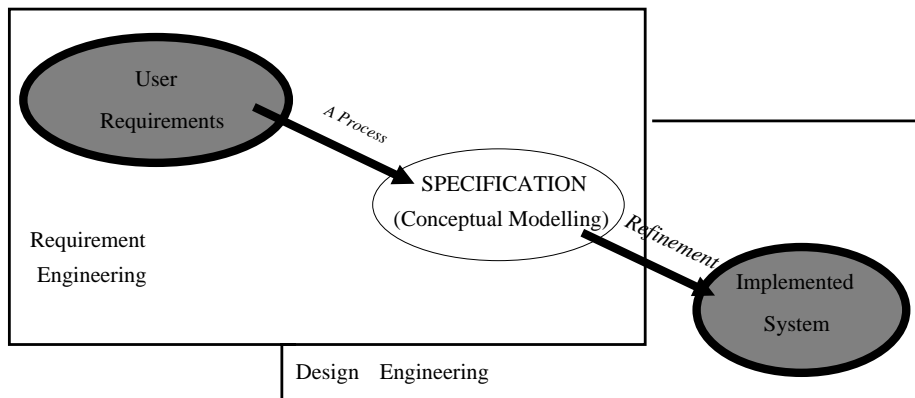 User
Requirements
A Process
SPECIFICATION
(Conceptual Modelling)
Requirement
Engineering
Refinement
Implemented
System
Design Engineering